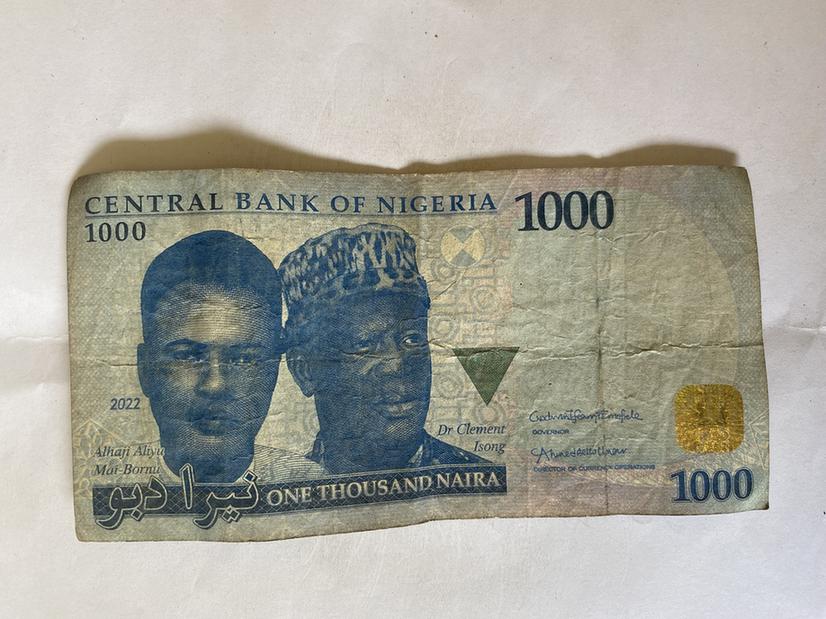 CENTRAL BANK OF NIGERIA
1000
1000
2022
Alhaji Aliyu
Mai-Bornu
Dr Clement
Isong
GOVERNOR
DIRECTOR OF CURRENCY OPERATIONS
نيرا دبو
ONE THOUSAND NAIRA
1000